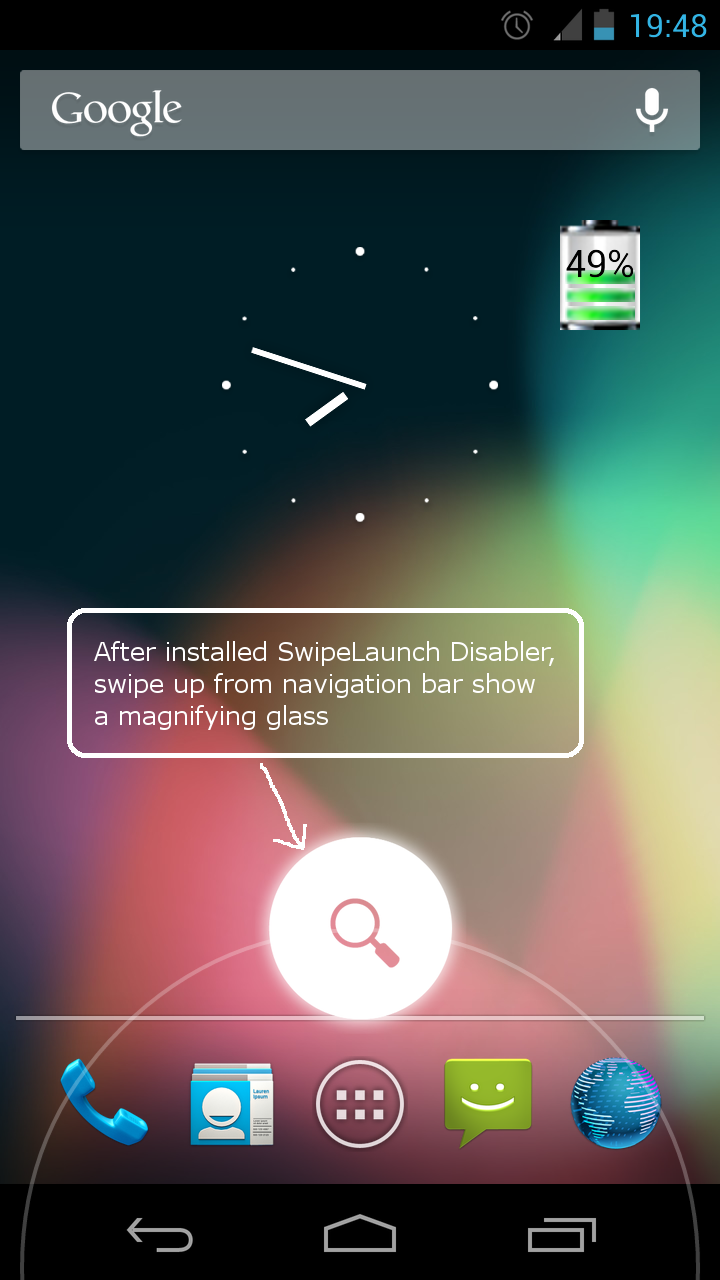 19:48
Google
49%
After installed SwipeLaunch Disabler,
swipe up from navigation bar show
a magnifying glass
Lauren
Ipsum